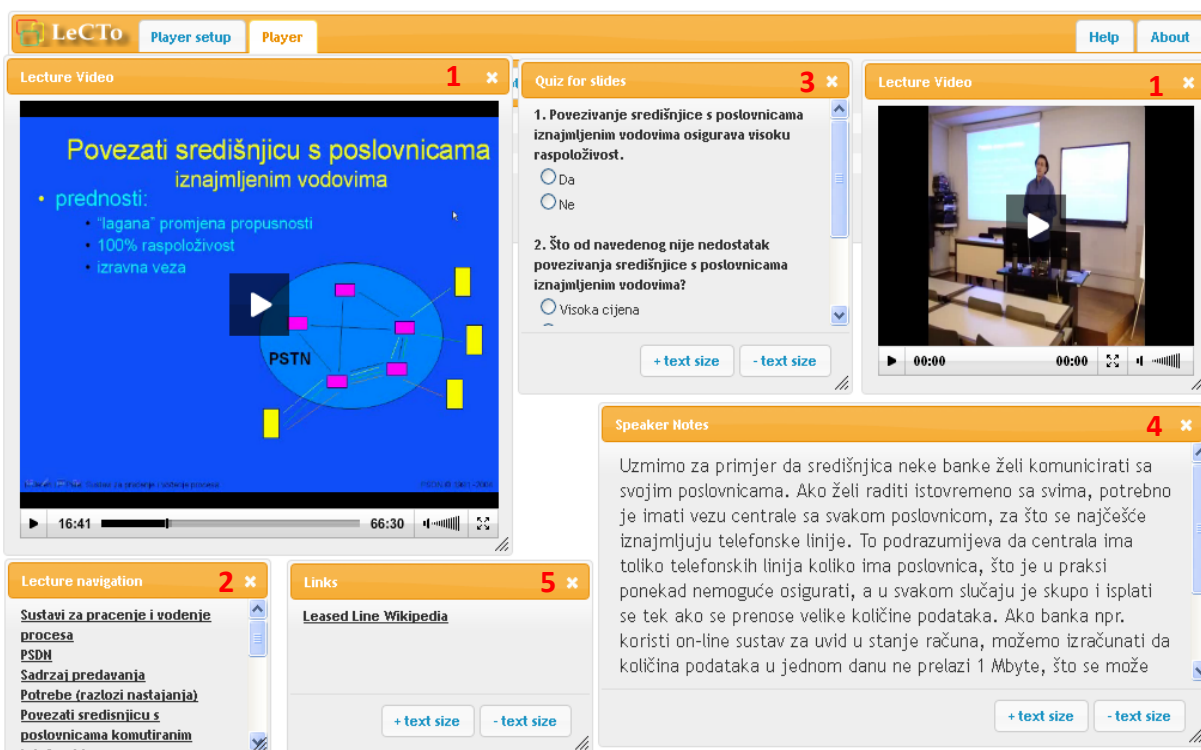 LeCTo
Player setup
Player
Help
About
Lecture Video
1
Povezati središnjicu s poslovnicama
iznajmljenim vodovima
• prednosti:
• "lagana" promjena propusnosti
• 100% raspoloživost
• izravna veza
PSTN
16:41
66:30
Quiz for slides
3
1. Povezivanje središnjice s poslovnicama
iznajmljenim vodovima osigurava visoku
raspoloživost.
Da
Ne
2. Što od navedenog nije nedostatak
povezivanja središnjice s poslovnicama
iznajmljenim vodovima?
Visoka cijena
+ text size
- text size
Lecture Video
1
00:00
00:00
Speaker Notes
4
Uzmimo za primjer da središnjica neke banke želi komunicirati sa
svojim poslovnicama. Ako želi raditi istovremeno sa svima, potrebno
je imati vezu centrale sa svakom poslovnicom, za što se najčešće
iznajmljuju telefonske linije. To podrazumijeva da centrala ima
toliko telefonskih linija koliko ima poslovnica, što je u praksi
ponekad nemoguće osigurati, a u svakom slučaju je skupo i isplati
se tek ako se prenose velike količine podataka. Ako banka npr.
koristi on-line sustav za uvid u stanje računa, možemo izračunati da
količina podataka u jednom danu ne prelazi 1 Mbyte, što se može
+ text size
- text size
Lecture navigation
2
Sustavi za pracenje i vodenje
procesa
PSDN
Sadrzaj predavanja
Potrebe (razlozi nastajanja)
Povezati sredisnjicu s
poslovnicama komutiranim
Links
5
Leased Line Wikipedia
+ text size
- text size